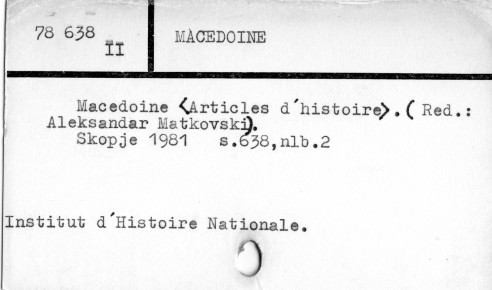 78 638 II
MACEDOINE
Macedoine <Articles d´histoire>. (Red.:
Aleksandar Matkovski).
Skopje 1981 s.638,nlb.2
Institut d´Histoire Nationale.